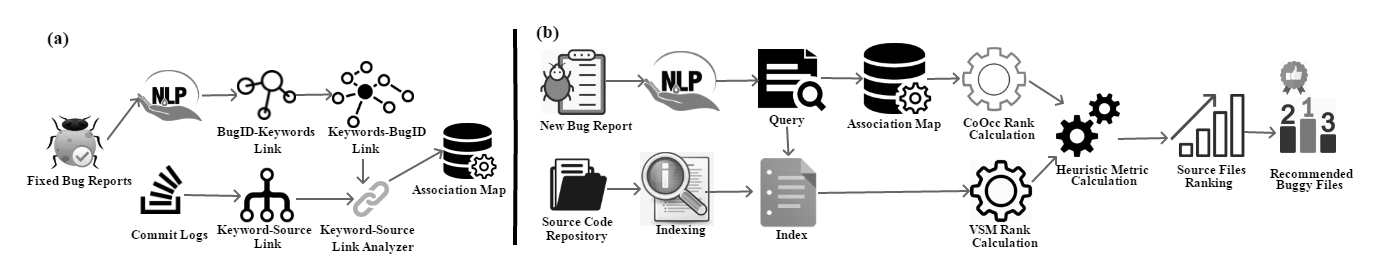 (a)
NLP
BugID-Keywords
Link
Keywords-BugID
Link
Fixed Bug Reports
Association Map
Commit Logs
Keyword-Source
Link
Keyword-Source
Link Analyzer
(b)
NLP
New Bug Report
Query
Association Map
CoOcc Rank
Calculation
Heuristic Metric
Calculation
Source Files
Ranking
2 1 3
Recommended
Buggy Files
Source Code
Repository
i
Indexing
Index
VSM Rank
Calculation